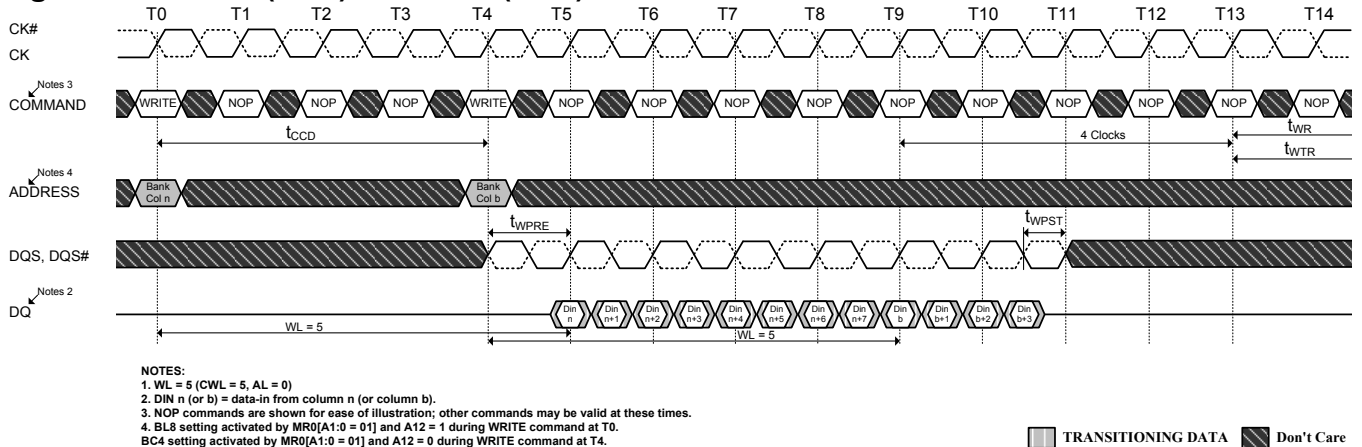 T0 T1 T2 T3 T4 T5 T6 T7 T8 T9 T10 T11 T12 T13 T14
CK#
CK
Notes 3
COMMAND
WRITE NOP NOP NOP WRITE NOP NOP NOP NOP NOP NOP NOP NOP NOP NOP
tCCD
4 Clocks
tWR
tWTR
Notes 4
ADDRESS
Bank Bank
Col n Col b
tWPRE
tWPST
DQS, DQS#
Notes 2
DQ
Din Din Din Din Din Din Din Din Din Din Din Din
n n+1 n+2 n+3 n+4 n+5 n+6 n+7 b b+1 b+2 b+3
WL = 5 WL = 5
NOTES:
1. WL = 5 (CWL = 5, AL = 0)
2. DIN n (or b) = data-in from column n (or column b).
3. NOP commands are shown for ease of illustration; other commands may be valid at these times.
4. BL8 setting activated by MR0[A1:0 = 01] and A12 = 1 during WRITE command at T0.
BC4 setting activated by MR0[A1:0 = 01] and A12 = 0 during WRITE command at T4.
TRANSITIONING DATA Don't Care